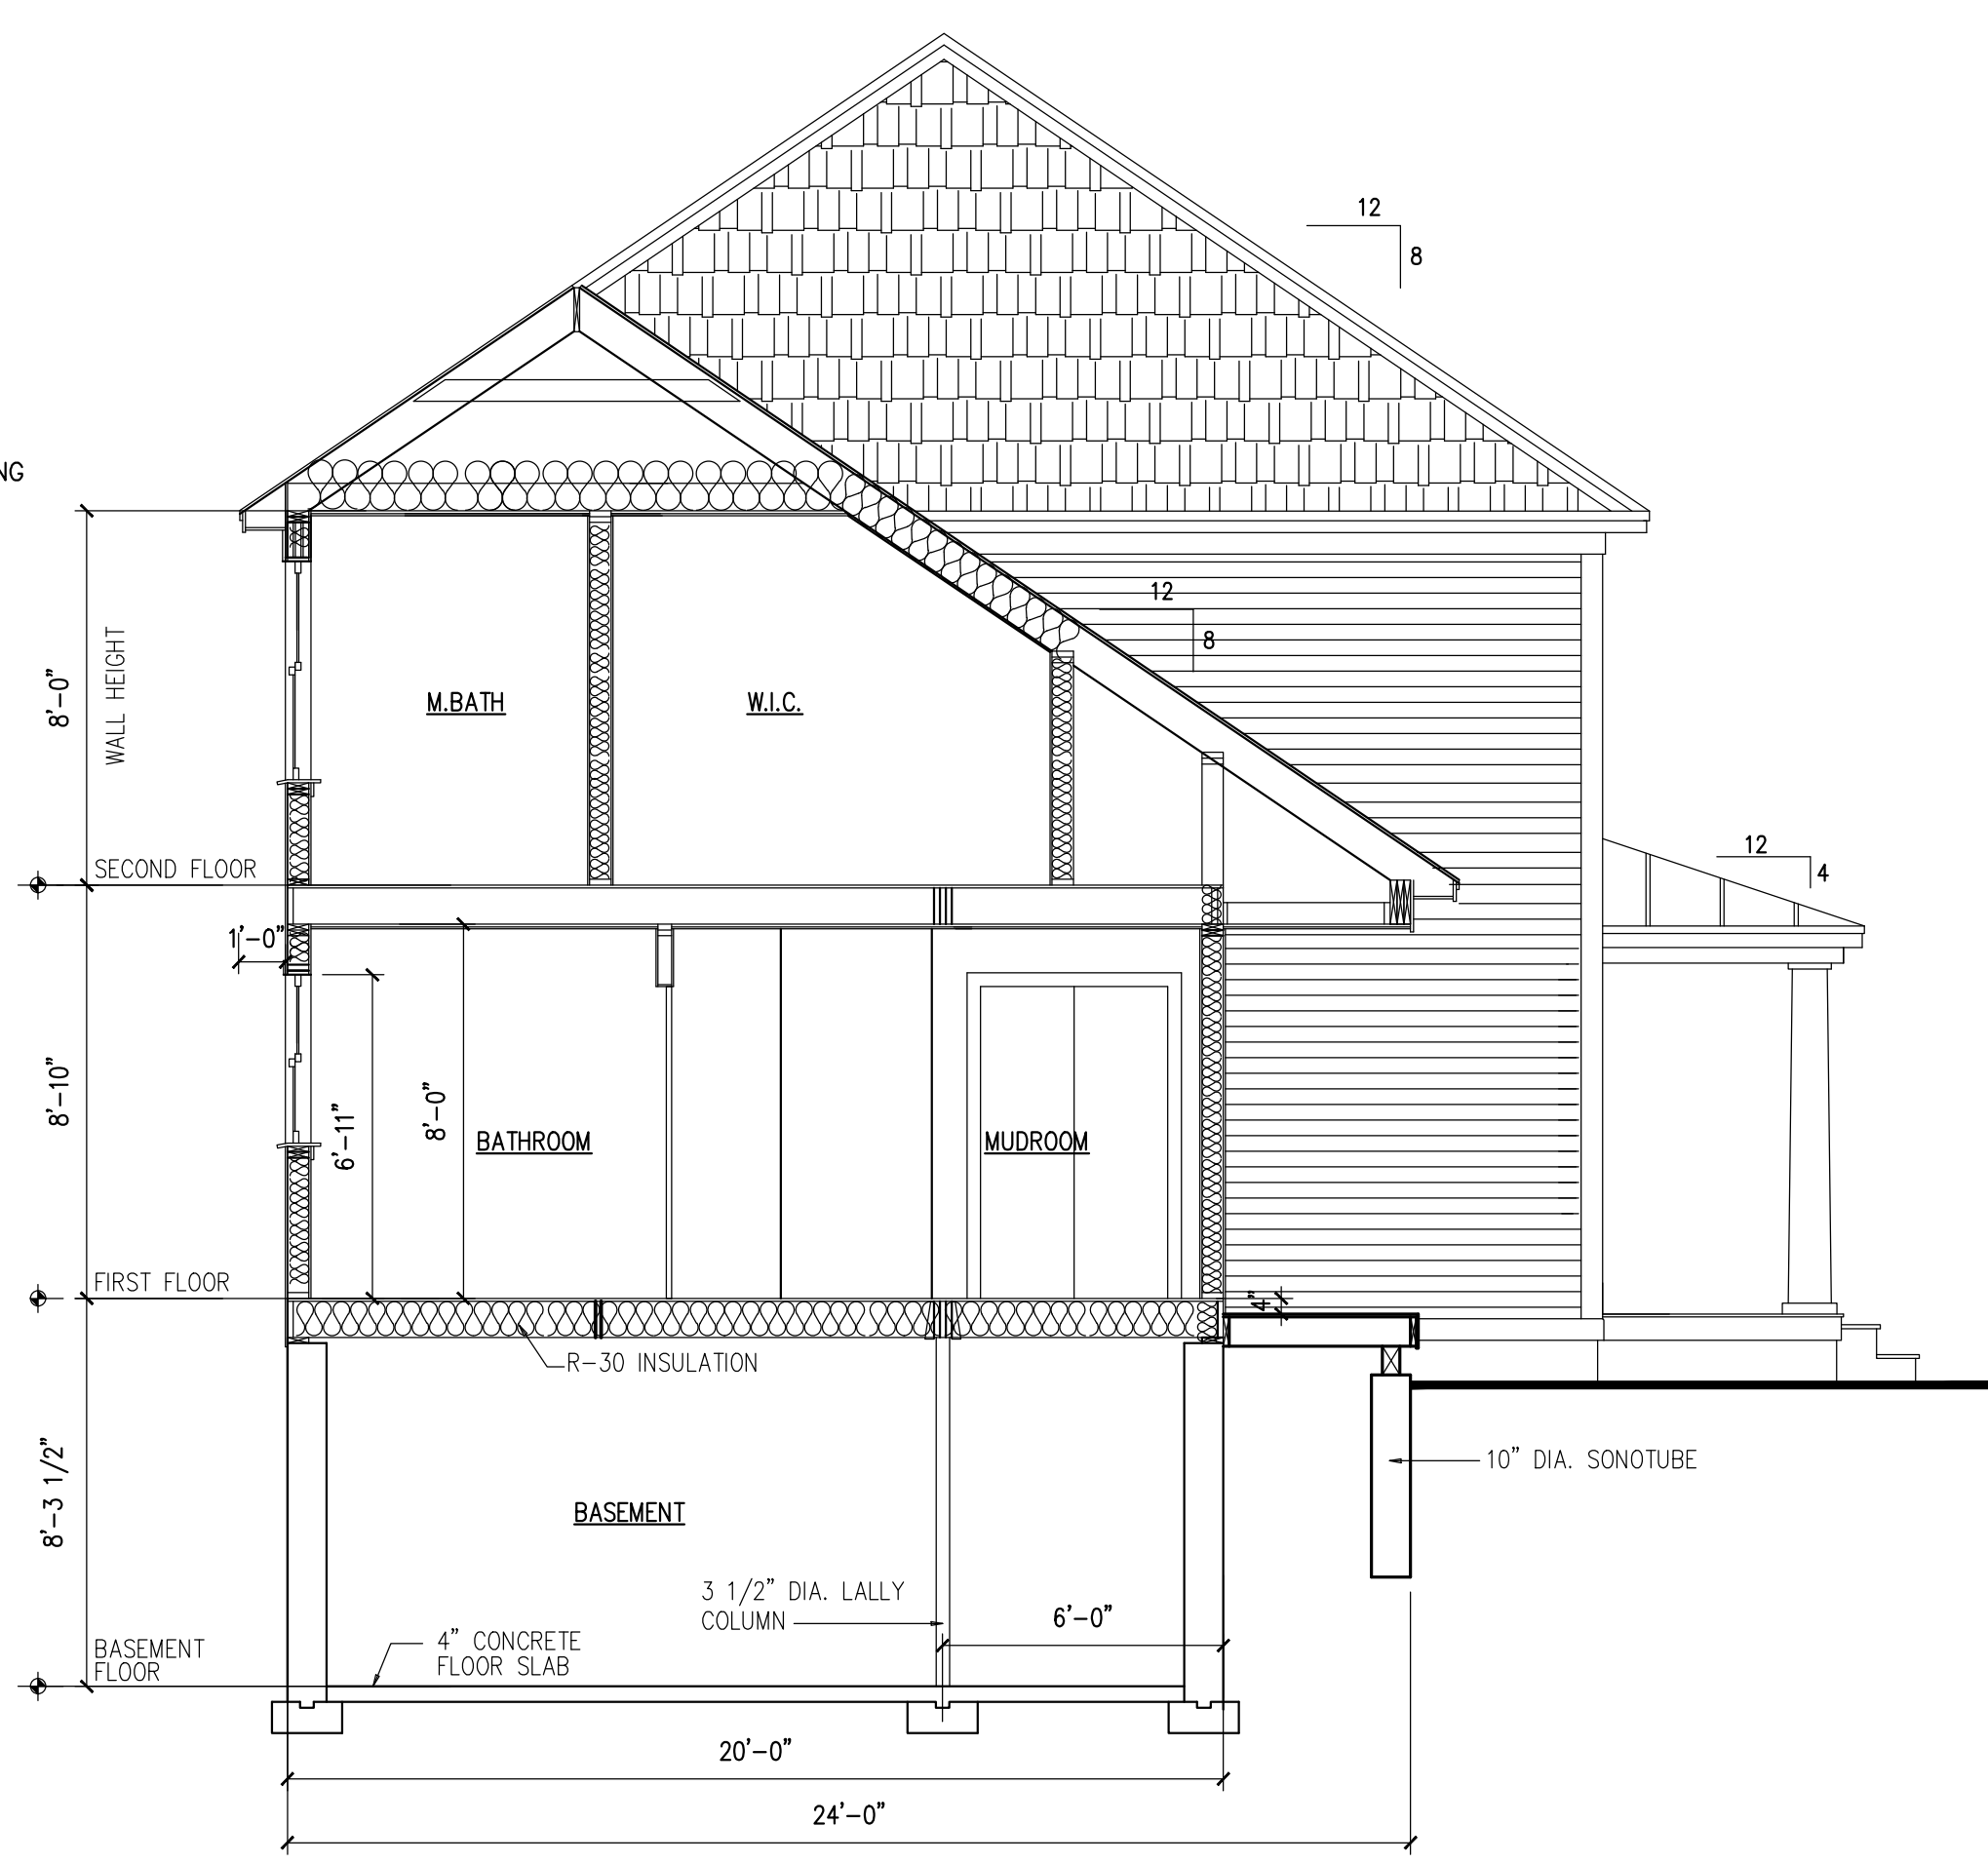 12
8
NG
12
8
8'-0"
WALL HEIGHT
M.BATH
W.I.C.
12
4
SECOND FLOOR
1'-0"
8'-10"
6'-11"
8'-0"
BATHROOM
MUDROOM
FIRST FLOOR
4"
R-30 INSULATION
8'-3 1/2"
10" DIA. SONOTUBE
BASEMENT
3 1/2" DIA. LALLY
COLUMN
6'-0"
4" CONCRETE
FLOOR SLAB
BASEMENT
FLOOR
20'-0"
24'-0"